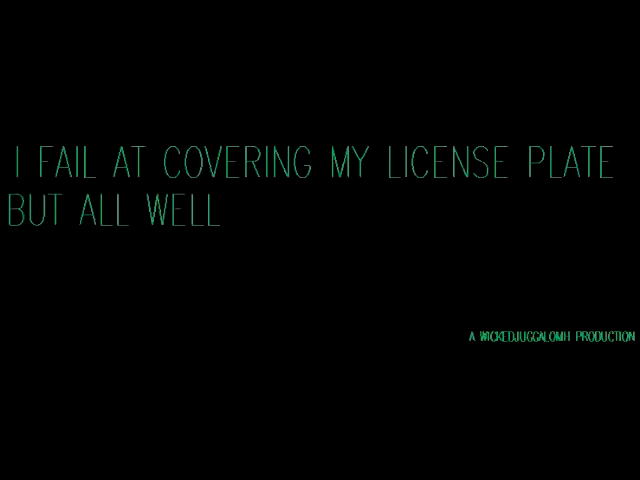 I FAIL AT COVERING MY LICENSE PLATE
BUT ALL WELL
A WICKEDJUGGALOMH PRODUCTION